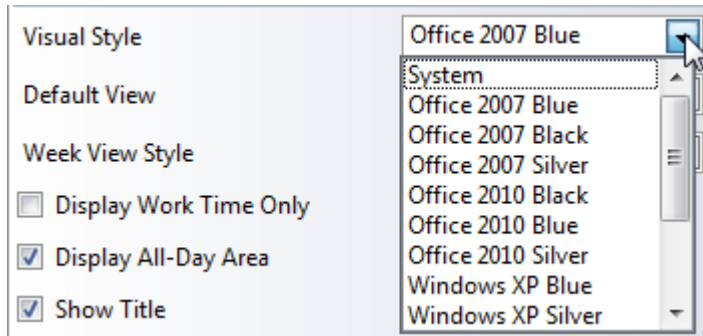 Visual Style
Office 2007 Blue
System
Default View
Office 2007 Blue
Office 2007 Black
Week View Style
Office 2007 Silver
Office 2010 Black
Display Work Time Only
Office 2010 Blue
Display All-Day Area
Office 2010 Silver
Windows XP Blue
Show Title
Windows XP Silver